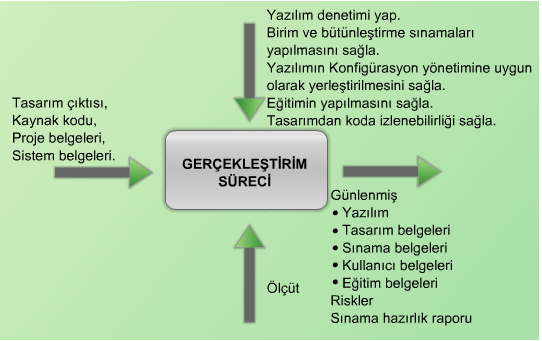 Yazılım denetimi yap.
Birim ve bütünleştirme sınamaları
yapılmasını sağla.
Yazılımın Konfigürasyon yönetimine uygun
olarak yerleştirilmesini sağla.
Eğitimin yapılmasını sağla.
Tasarımdan koda izlenebilirliği sağla.
Tasarım çıktısı,
Kaynak kodu,
Proje belgeleri,
Sistem belgeleri.
GERÇEKLEŞTİRİM
SÜRECİ
Günlenmiş
• Yazılım
• Tasarım belgeleri
• Sınama belgeleri
• Kullanıcı belgeleri
• Eğitim belgeleri
Riskler
Sınama hazırlık raporu
Ölçüt